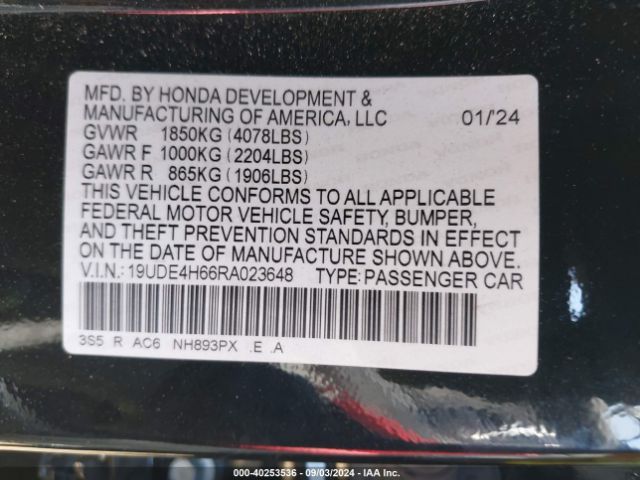 MFD. BY HONDA DEVELOPMENT &
MANUFACTURING OF AMERICA, LLC 01/'24
GVWR 1850KG (4078LBS)
GAWR F 1000KG (2204LBS)
GAWR R 865KG (1906LBS)
THIS VEHICLE CONFORMS TO ALL APPLICABLE
FEDERAL MOTOR VEHICLE SAFETY, BUMPER,
AND THEFT PREVENTION STANDARDS IN EFFECT
ON THE DATE OF MANUFACTURE SHOWN ABOVE.
V.I.N.: 19UDE4H66RA023648 TYPE: PASSENGER CAR
3S5 R AC6 NH893PX .E .A
000-40253536 - 09/03/2024 - IAA Inc.